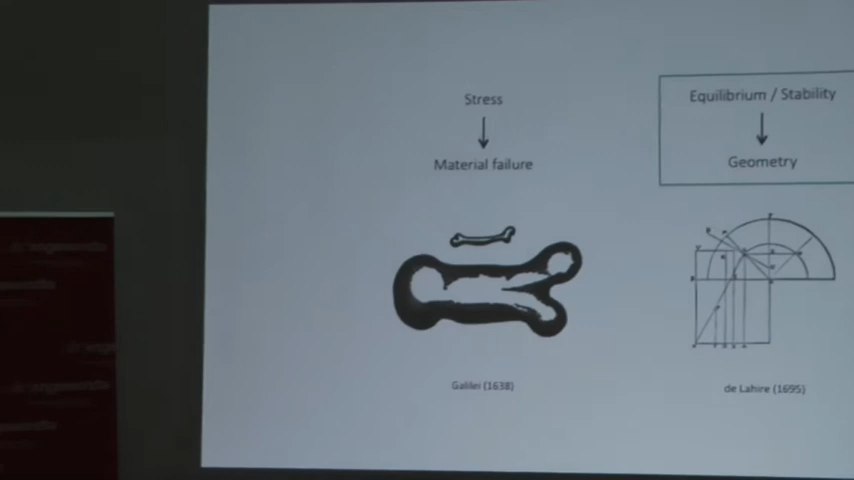 Stress
Material failure
Galilei (1638)
Equilibrium / Stability
Geometry
de Lahire (1695)